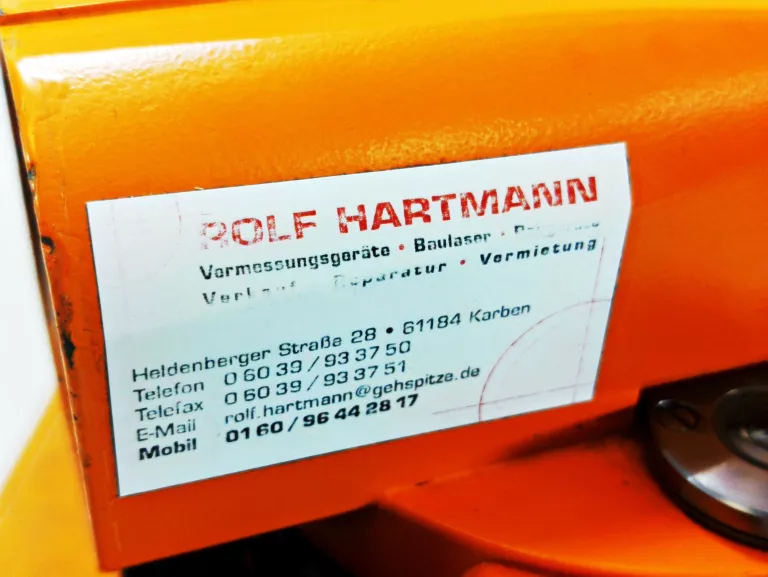 ROLF HARTMANN
Vermessungsgeräte • Baulaser •
Verkauf Reparatur • Vermietung
Heldenberger Straße 28 • 61184 Karben
Telefon 0 60 39 / 93 37 50
Telefax 0 60 39 / 93 37 51
E-Mail rolf.hartmann@gehspitze.de
Mobil 01 60 / 96 44 28 17